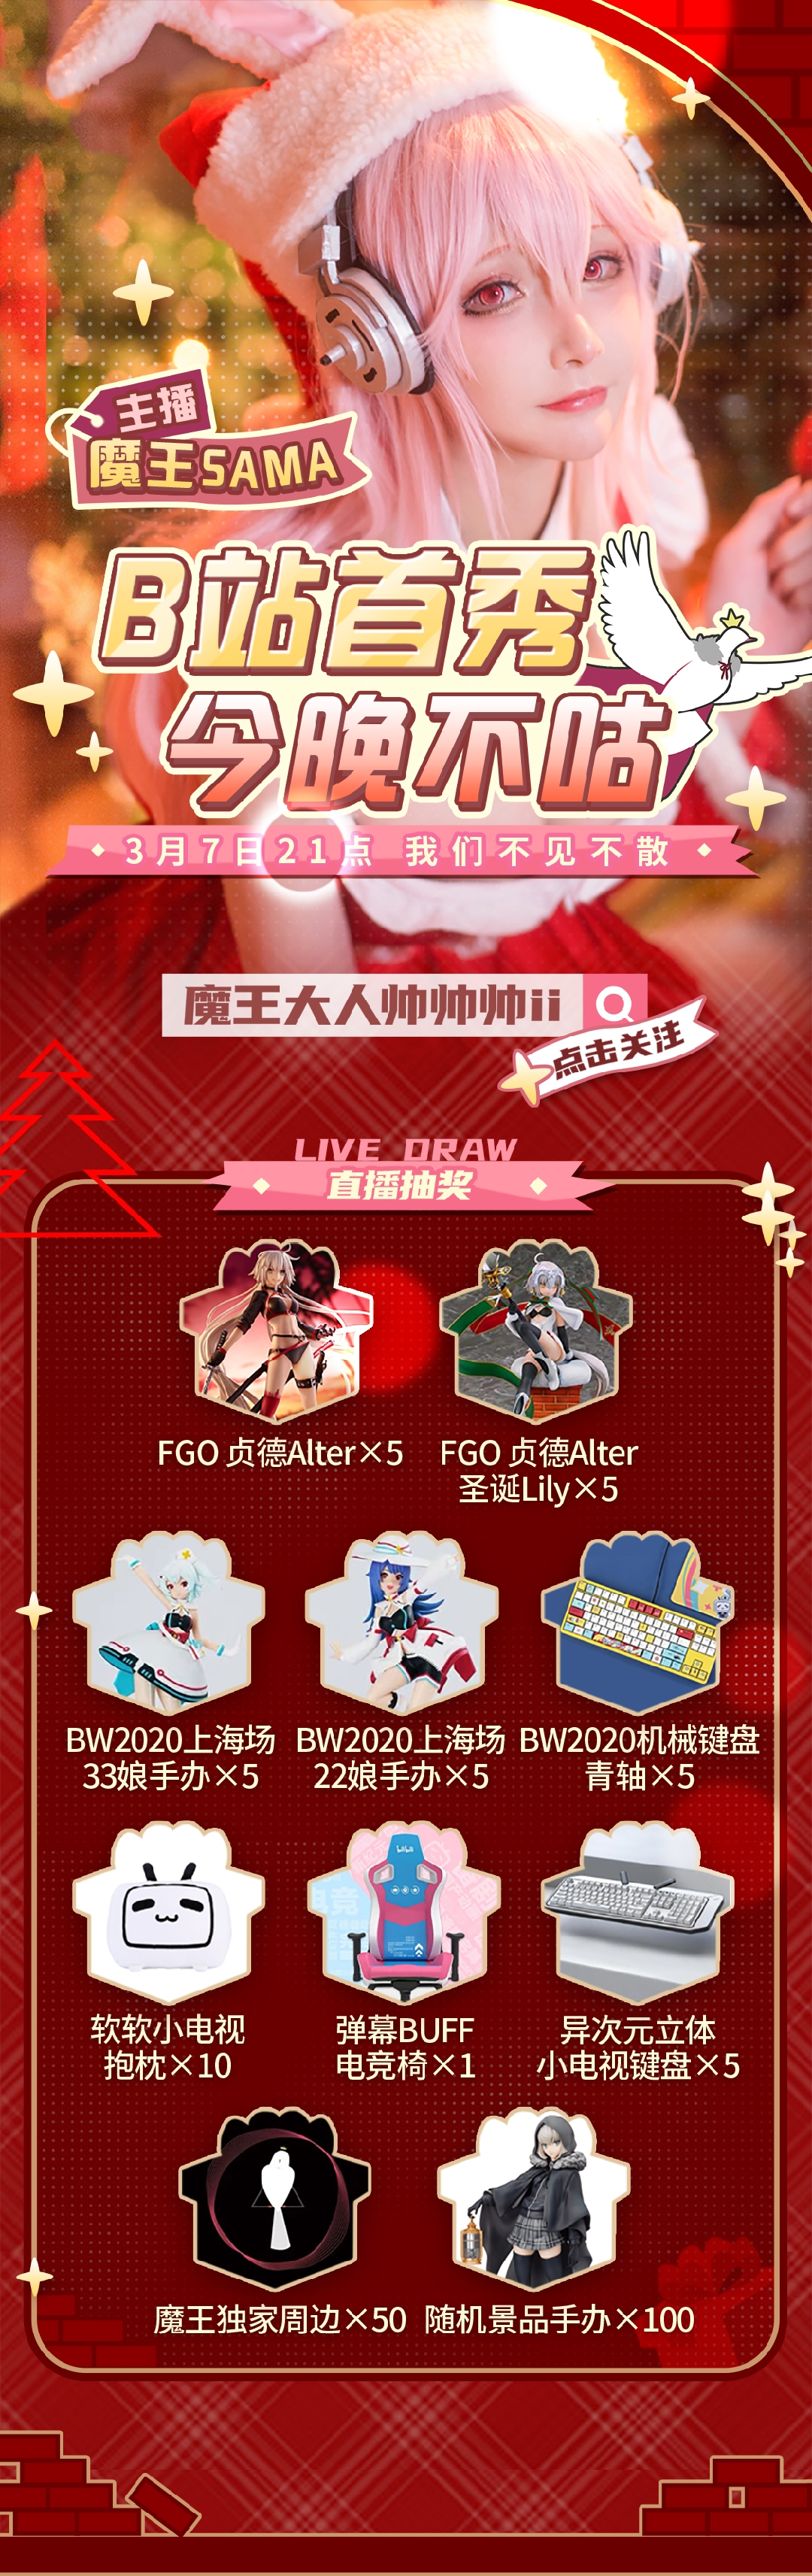 主播
魔王SAMA
B站首秀
今晚不咕
3月7日21点 我们不见不散
魔王大人帅帅帅ii
点击关注
LIVE DRAW
直播抽奖
FGO 贞德Alter×5
FGO 贞德Alter
圣诞Lily×5
BW2020上海场
33娘手办×5
BW2020上海场
22娘手办×5
BW2020机械键盘
青轴×5
软软小电视
抱枕×10
弹幕BUFF
电竞椅×1
异次元立体
小电视键盘×5
魔王独家周边×50
随机景品手办×100